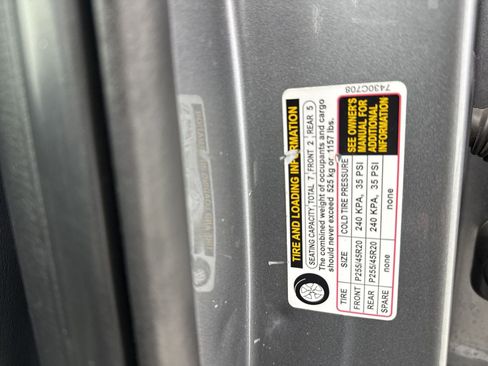 7430C708
TIRE AND LOADING INFORMATION
SEATING CAPACITY TOTAL 7 FRONT 2 REAR 5
The combined weight of occupants and cargo
should never exceed 525 kg or 1157 lbs.
TIRE SIZE COLD TIRE PRESSURE
FRONT P255/45R20 240 KPA, 35 PSI
REAR P255/45R20 240 KPA, 35 PSI
SPARE none none
SEE OWNER'S
MANUAL FOR
ADDITIONAL
INFORMATION